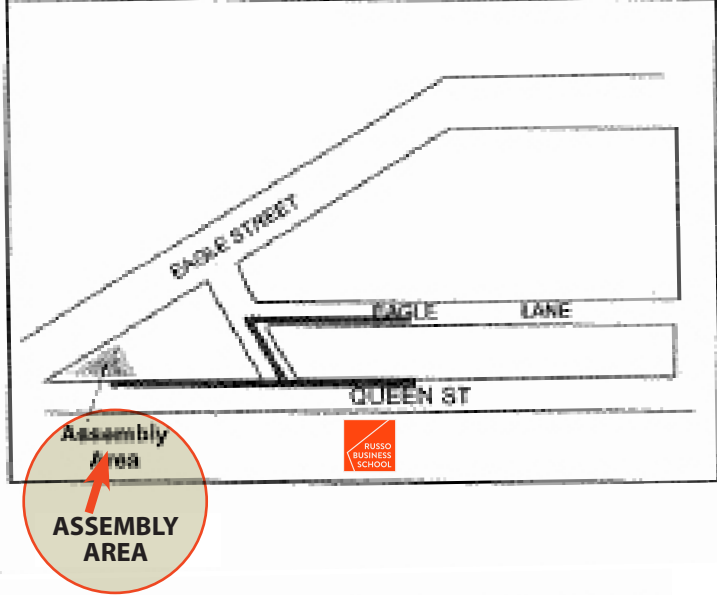 EAGLE STREET
EAGLE LANE
QUEEN ST
Assembly
Area
RUSSO
BUSINESS
SCHOOL
ASSEMBLY
AREA